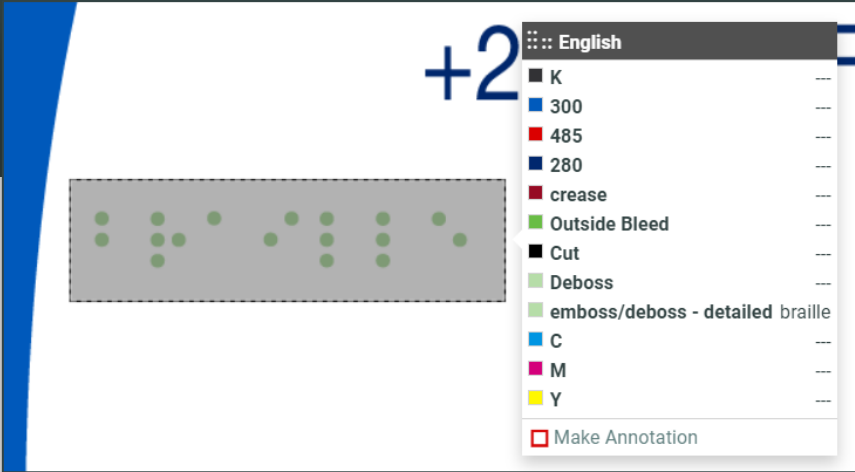 +2
⠃⠗⠁⠊⠇⠇⠑
English
K ---
300 ---
485 ---
280 ---
crease ---
Outside Bleed ---
Cut ---
Deboss ---
emboss/deboss - detailed braille
C ---
M ---
Y ---
Make Annotation